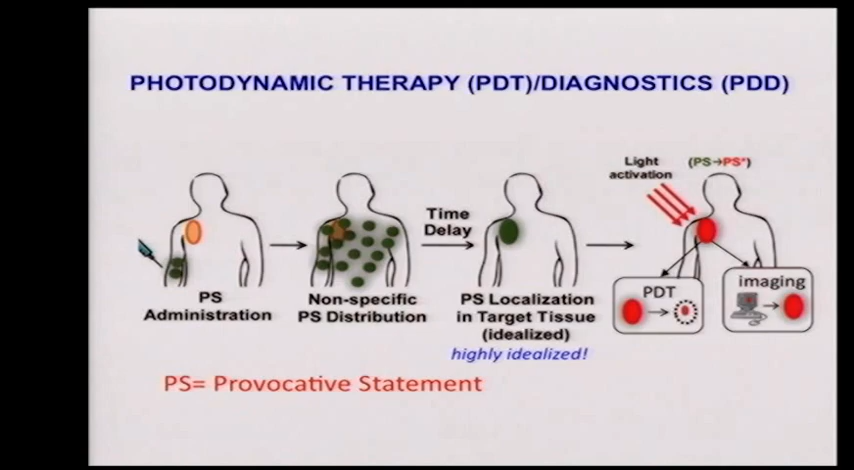 PHOTODYNAMIC THERAPY (PDT)/DIAGNOSTICS (PDD)
Light
activation
(PS→PS*)
Time
Delay
PS
Administration
Non-specific
PS Distribution
PS Localization
in Target Tissue
(idealized)
highly idealized!
PDT
imaging
PS= Provocative Statement